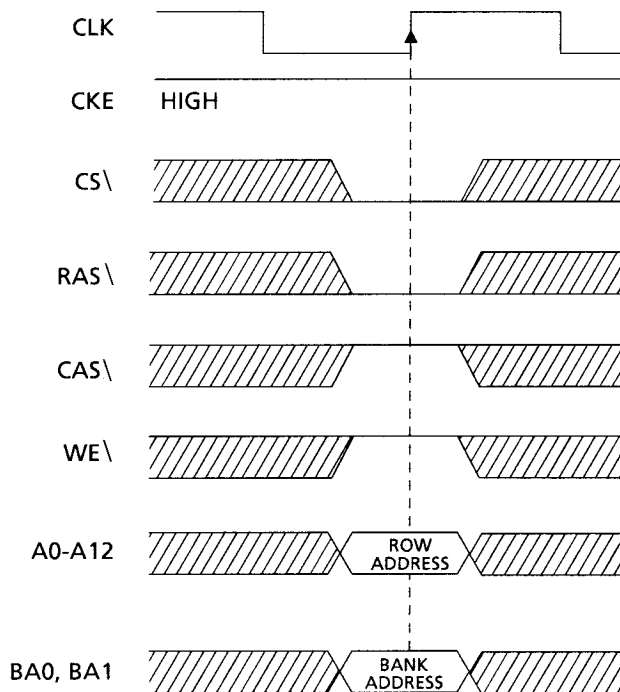 CLK
CKE HIGH
CS\
RAS\
CAS\
WE\
A0-A12 ROW
ADDRESS
BA0, BA1 BANK
ADDRESS